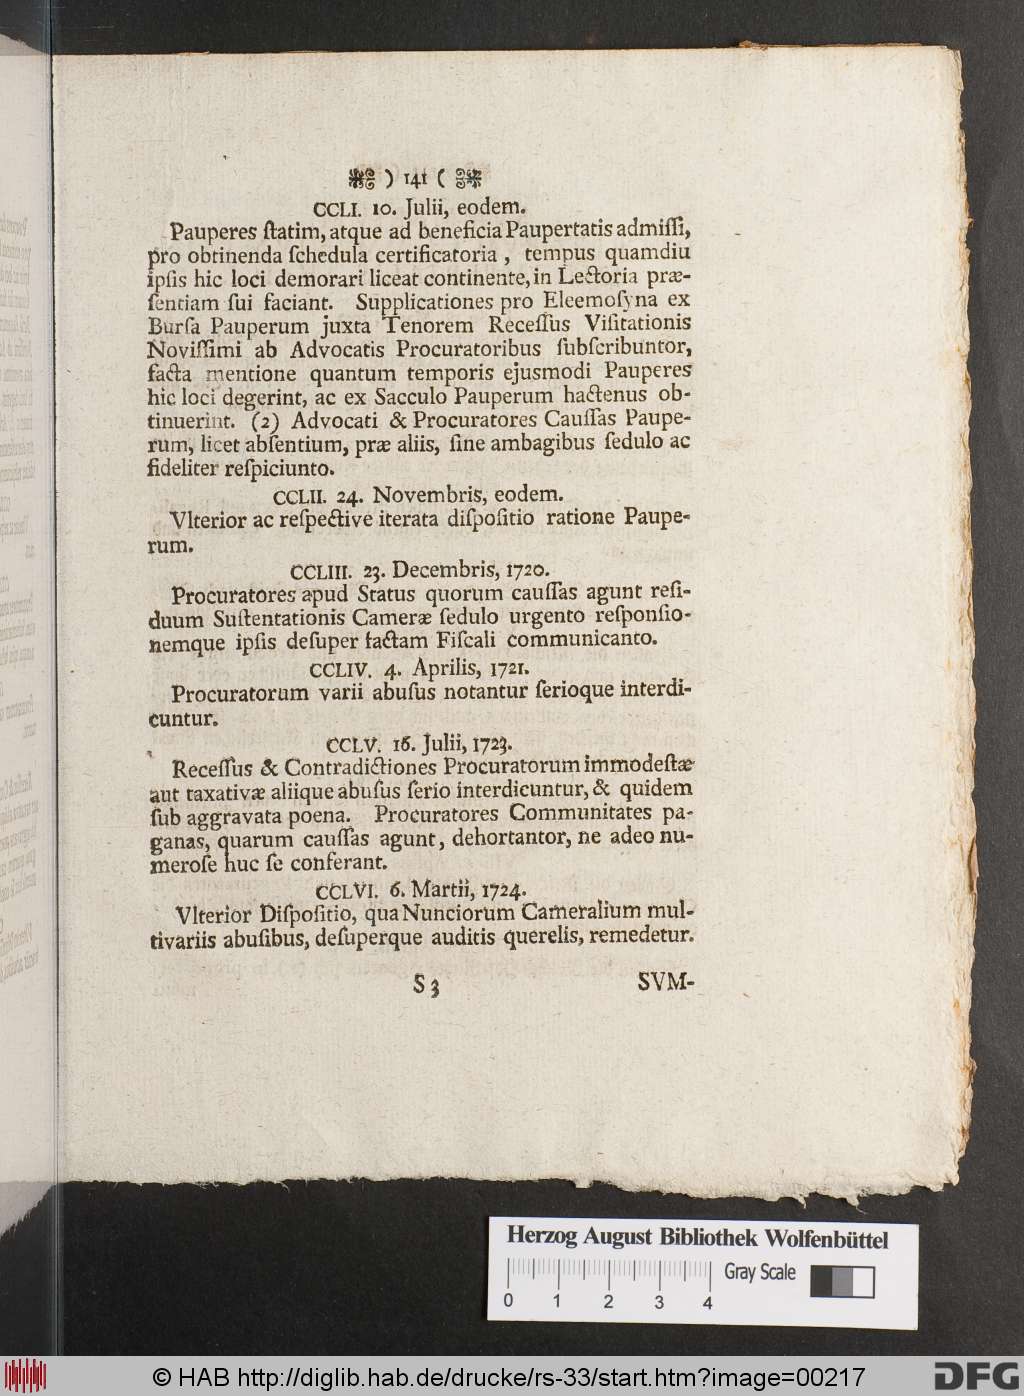 ) 141 (
CCLI. 10. Julii, eodem.
Pauperes ſtatim, atque ad beneficia Paupertatis admiſſi,
pro obtinenda ſchedula certificatoria , tempus quamdiu
ipſis hic loci demorari liceat continente, in Lectoria præ-
ſentiam ſui faciant. Supplicationes pro Eleemoſyna ex
Burſa Pauperum juxta Tenorem Receſſus Viſitationis
Noviſſimi ab Advocatis Procuratoribus ſubſcribuntor,
facta mentione quantum temporis ejusmodi Pauperes
hic loci degerint, ac ex Sacculo Pauperum hactenus ob-
tinuerint. (2) Advocati & Procuratores Cauſſas Paupe-
rum, licet abſentium, præ aliis, ſine ambagibus ſedulo ac
fideliter reſpiciunto.
CCLII. 24. Novembris, eodem.
Vlterior ac reſpective iterata diſpoſitio ratione Paupe-
rum.
CCLIII. 23. Decembris, 1720.
Procuratores apud Status quorum cauſſas agunt reſi-
duum Suſtentationis Cameræ ſedulo urgento reſponſio-
nemque ipſis deſuper factam Fiſcali communicanto.
CCLIV. 4. Aprilis, 1721.
Procuratorum varii abuſus notantur ſerioque interdi-
cuntur.
CCLV. 16. Julii, 1723.
Receſſus & Contradictiones Procuratorum immodeſtæ
aut taxativæ aliique abuſus ſerio interdicuntur, & quidem
ſub aggravata poena. Procuratores Communitates pa-
ganas, quarum cauſſas agunt, dehortantor, ne adeo nu-
meroſe huc ſe conferant.
CCLVI. 6. Martii, 1724.
Vlterior Diſpoſitio, qua Nunciorum Cameralium mul-
tivariis abuſibus, deſuperque auditis querelis, remedetur.
S 3 SVM-
Herzog August Bibliothek Wolfenbüttel
Gray Scale
0 1 2 3 4
© HAB http://diglib.hab.de/drucke/rs-33/start.htm?image=00217
DFG